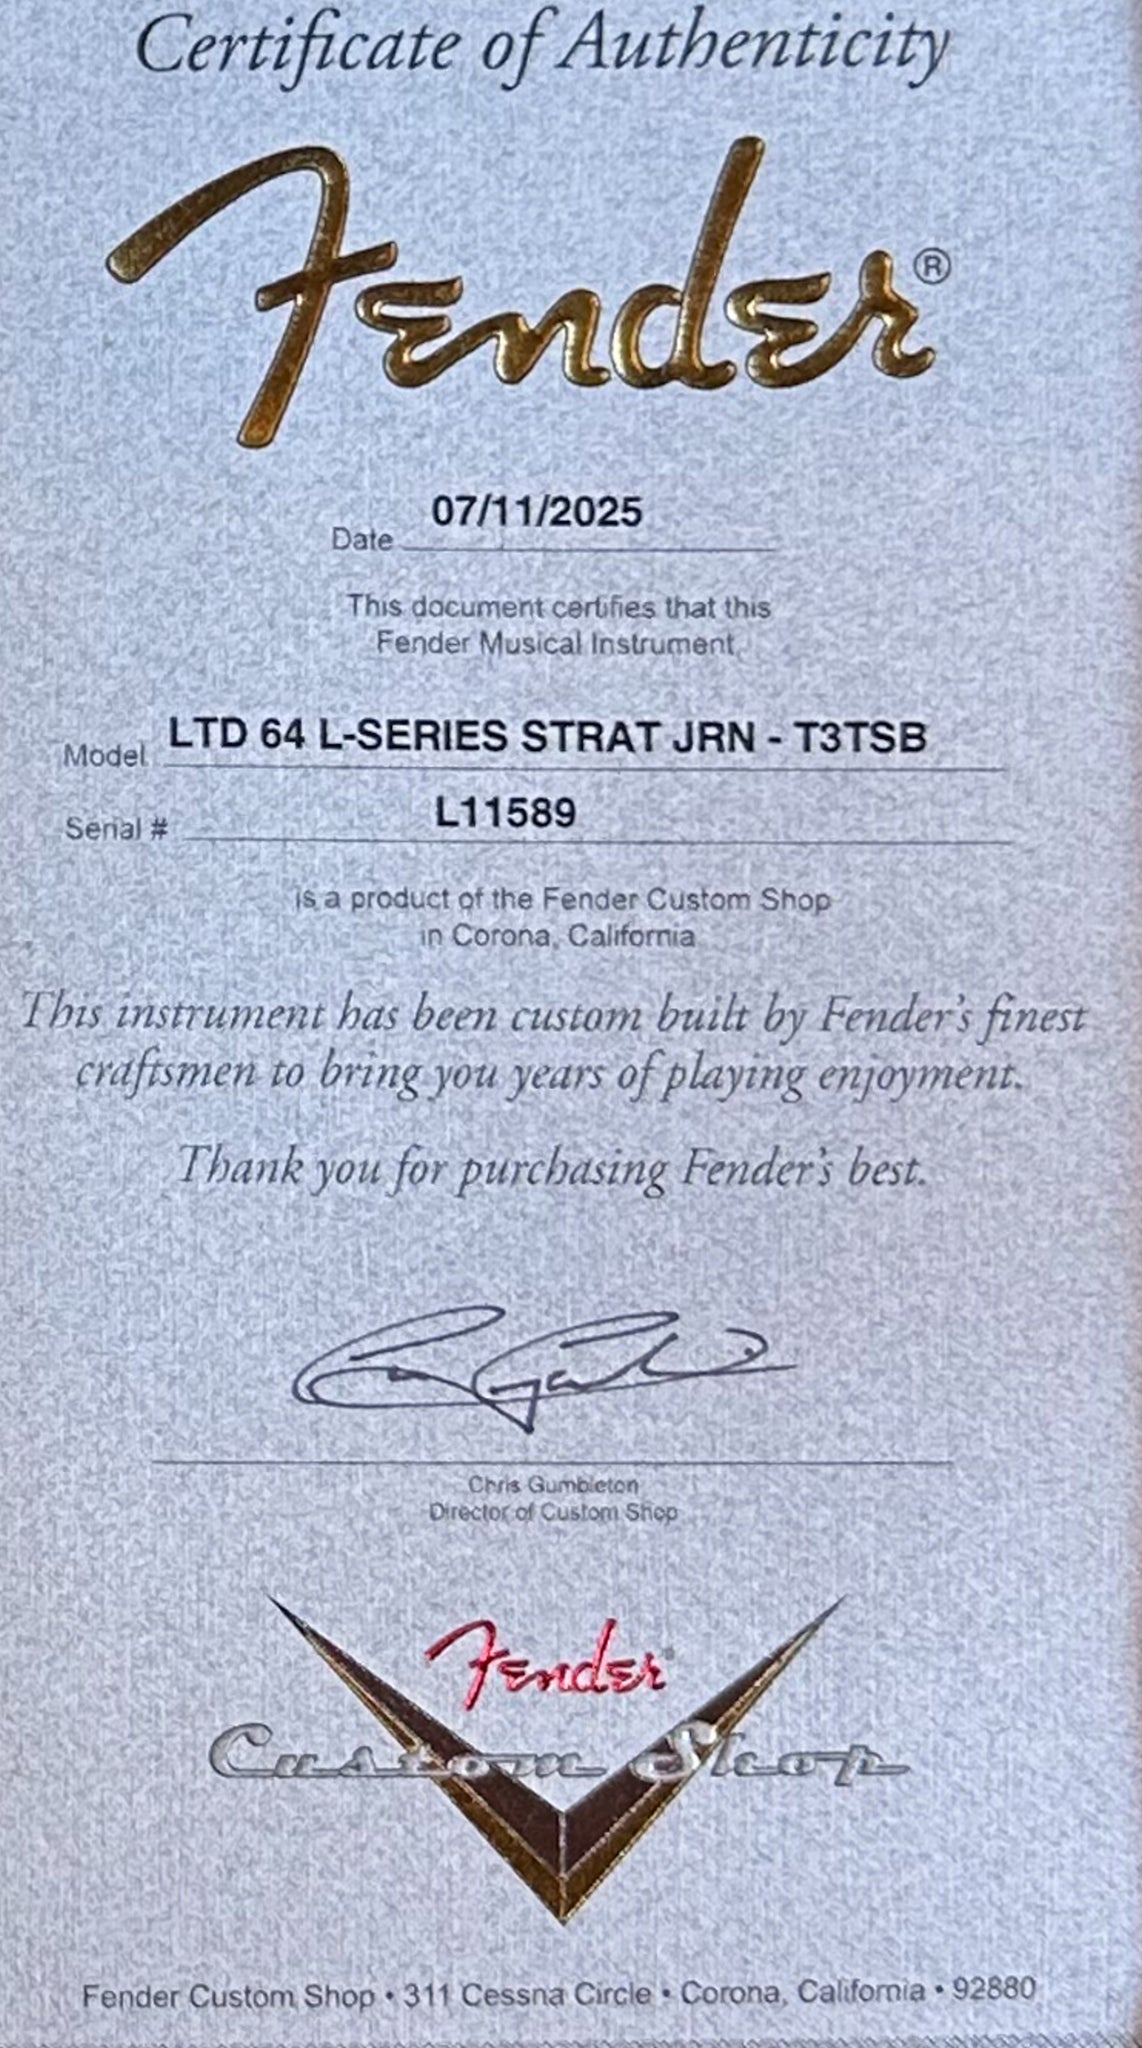 Certificate of Authenticity
Fender®
Date 07/11/2025
This document certifies that this
Fender Musical Instrument
Model LTD 64 L-SERIES STRAT JRN - T3TSB
Serial # L11589
is a product of the Fender Custom Shop
in Corona, California
This instrument has been custom built by Fender's finest
craftsmen to bring you years of playing enjoyment.
Thank you for purchasing Fender's best.
Chris Gumbleton
Director of Custom Shop
Fender
Custom Shop
Fender Custom Shop • 311 Cessna Circle • Corona, California • 92880